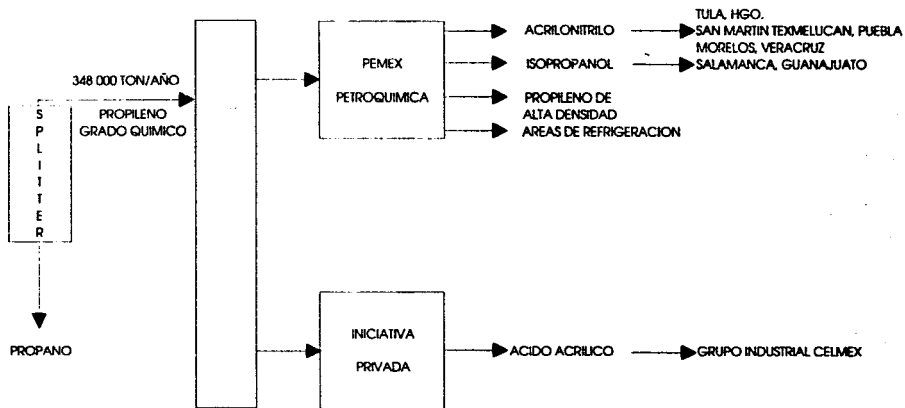 348 000 TON/AÑO
PROPILENO
GRADO QUIMICO
SPLITTER
PROPANO
PEMEX
PETROQUIMICA
ACRILONITRILO
TULA, HGO.
SAN MARTIN TEXMELUCAN, PUEBLA
MORELOS, VERACRUZ
ISOPROPANOL
SALAMANCA, GUANAJUATO
PROPILENO DE
ALTA DENSIDAD
AREAS DE REFRIGERACION
INICIATIVA
PRIVADA
ACIDO ACRILICO
GRUPO INDUSTRIAL CELMEX